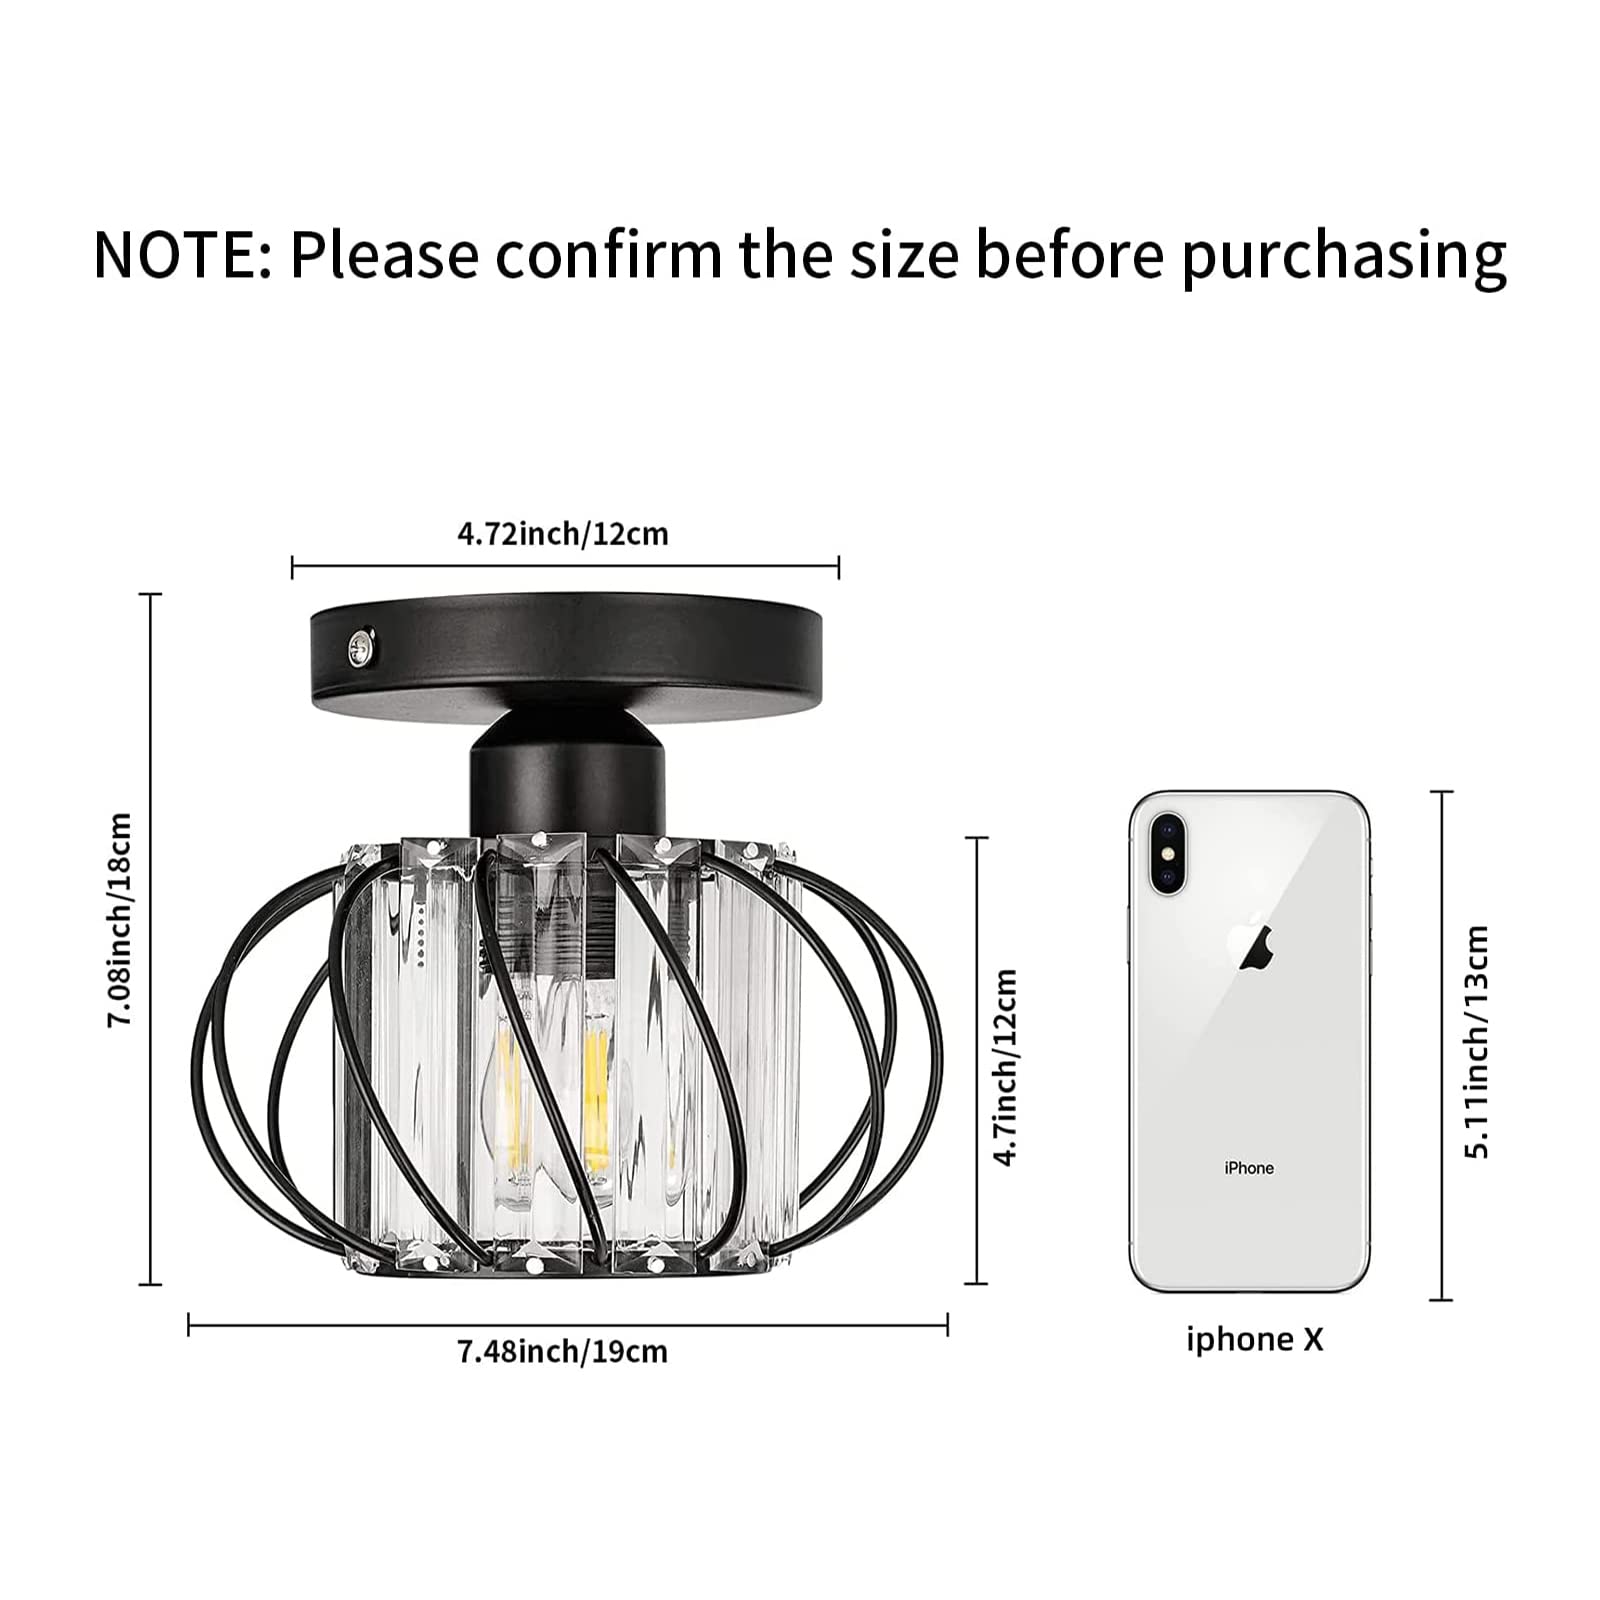 NOTE: Please confirm the size before purchasing
4.72inch/12cm
7.08inch/18cm
4.7inch/12cm
7.48inch/19cm
iPhone
5.11inch/13cm
iphone X